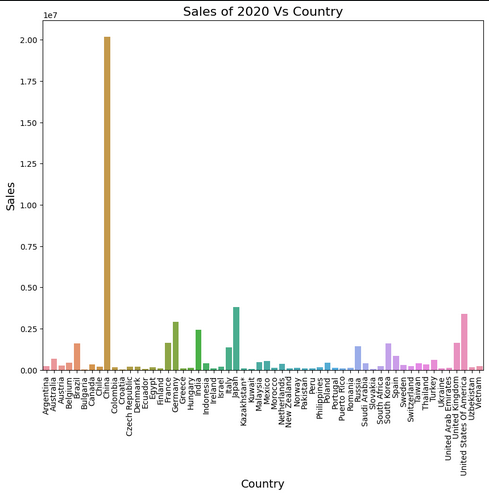 Sales of 2020 Vs Country
1e7
2.00
1.75
1.50
1.25
1.00
0.75
0.50
0.25
0.00
Sales
Argentina
Australia
Austria
Belgium
Brazil
Bulgaria
Canada
Chile
China
Colombia
Croatia
Czech Republic
Denmark
Ecuador
Egypt
Finland
France
Germany
Greece
Hungary
India
Indonesia
Ireland
Israel
Italy
Japan
Kazakhstan*
Kuwait
Malaysia
Mexico
Morocco
Netherlands
New Zealand
Norway
Pakistan
Peru
Philippines
Poland
Portugal
Puerto Rico
Romania
Russia
Saudi Arabia
Slovakia
South Africa
South Korea
Spain
Sweden
Switzerland
Taiwan
Thailand
Turkey
Ukraine
United Arab Emirates
United Kingdom
United States Of America
Uzbekistan
Vietnam
Country